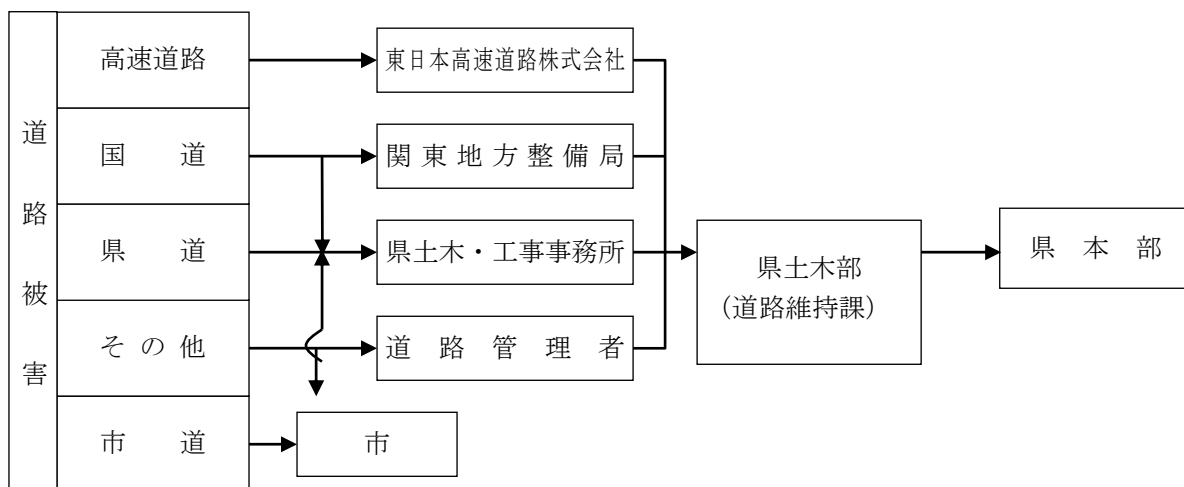 道路被害
高速道路
東日本高速道路株式会社
国道
関東地方整備局
県道
県土木・工事事務所
県土木部
(道路維持課)
県本部
その他
道路管理者
市道
市